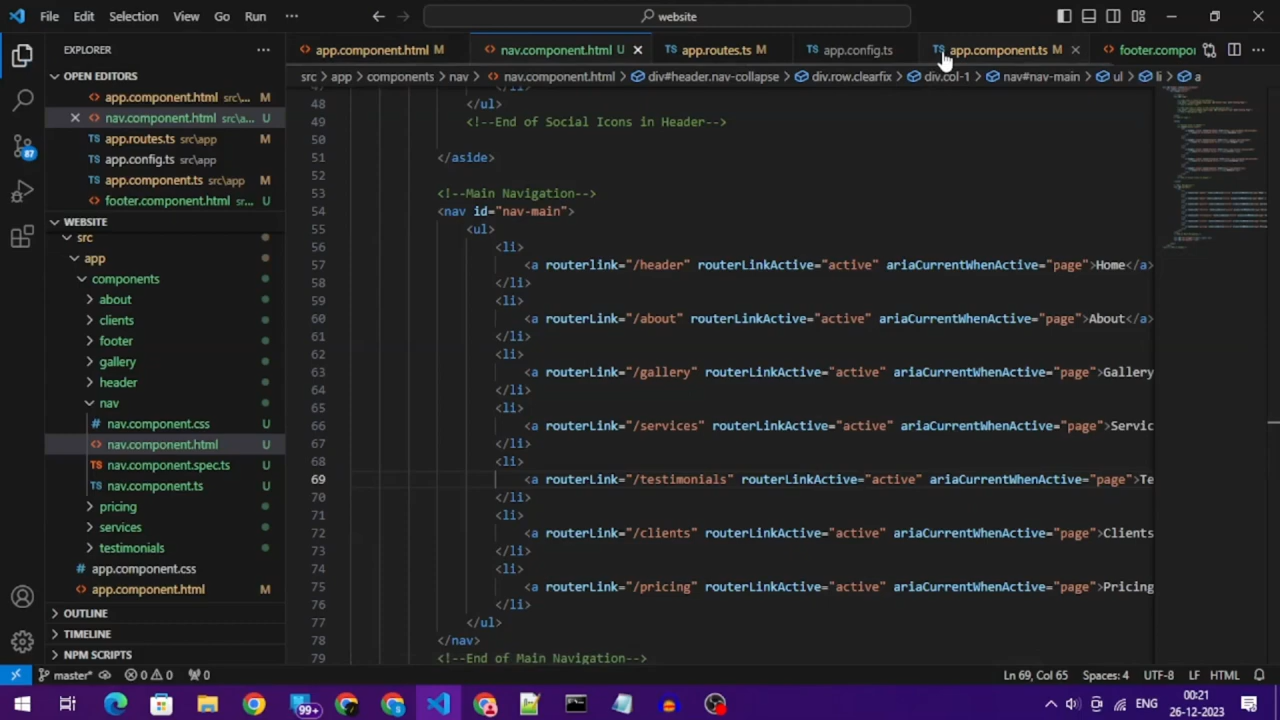 File Edit Selection View Go Run ··· website
EXPLORER
app.component.html M nav.component.html U app.routes.ts M app.config.ts app.component.ts M footer.compo
src > app > components > nav > nav.component.html > div#header.nav-collapse > div.row.clearfix > div.col-1 > nav#nav-main > ul > li > a
OPEN EDITORS
app.component.html src\... M
nav.component.html src\a... U
app.routes.ts src\app M
app.config.ts src\app
app.component.ts src\app M
footer.component.html sr... U
WEBSITE
src
app
components
about
clients
footer
gallery
header
nav
nav.component.css U
nav.component.html U
nav.component.spec.ts U
nav.component.ts U
pricing
services
testimonials
app.component.css
app.component.html M
OUTLINE
TIMELINE
NPM SCRIPTS
87
48 </ul>
49 <!--End of Social Icons in Header-->
50
51 </aside>
52
53 <!--Main Navigation-->
54 <nav id="nav-main">
55 <ul>
56 <li>
57 <a routerlink="/header" routerLinkActive="active" ariaCurrentWhenActive="page">Home</a>
58 </li>
59 <li>
60 <a routerLink="/about" routerLinkActive="active" ariaCurrentWhenActive="page">About</a>
61 </li>
62 <li>
63 <a routerLink="/gallery" routerLinkActive="active" ariaCurrentWhenActive="page">Gallery
64 </li>
65 <li>
66 <a routerLink="/services" routerLinkActive="active" ariaCurrentWhenActive="page">Servic
67 </li>
68 <li>
69 <a routerLink="/testimonials" routerLinkActive="active" ariaCurrentWhenActive="page">Te
70 </li>
71 <li>
72 <a routerLink="/clients" routerLinkActive="active" ariaCurrentWhenActive="page">Clients
73 </li>
74 <li>
75 <a routerLink="/pricing" routerLinkActive="active" ariaCurrentWhenActive="page">Pricing
76 </li>
77 </ul>
78 </nav>
79 <!--End of Main Navigation-->
master* 0 0 0 Ln 69, Col 65 Spaces: 4 UTF-8 LF HTML
99+ ENG 00:21
26-12-2023